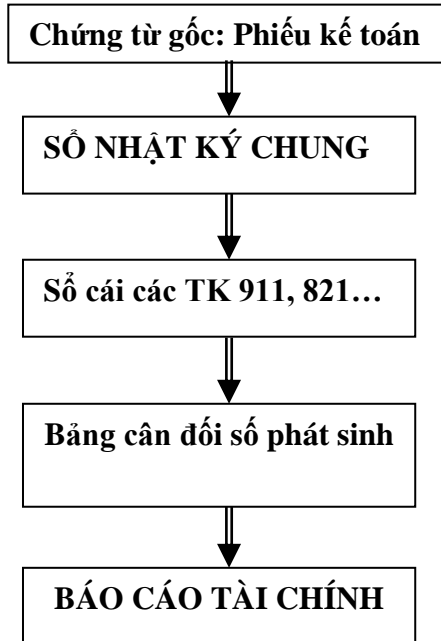 Chứng từ gốc: Phiếu kế toán
SỔ NHẬT KÝ CHUNG
Sổ cái các TK 911, 821…
Bảng cân đối số phát sinh
BÁO CÁO TÀI CHÍNH